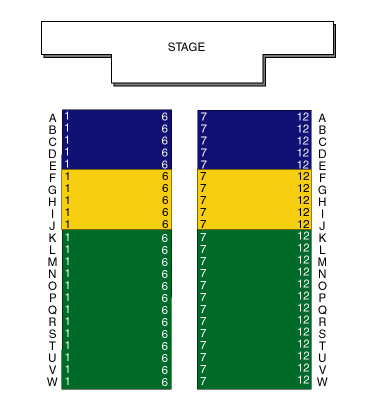 STAGE
A 1 6 7 12 A
B 1 6 7 12 B
C 1 6 7 12 C
D 1 6 7 12 D
E 1 6 7 12 E
F 1 6 7 12 F
G 1 6 7 12 G
H 1 6 7 12 H
I 1 6 7 12 I
J 1 6 7 12 J
K 1 6 7 12 K
L 1 6 7 12 L
M 1 6 7 12 M
N 1 6 7 12 N
O 1 6 7 12 O
P 1 6 7 12 P
Q 1 6 7 12 Q
R 1 6 7 12 R
S 1 6 7 12 S
T 1 6 7 12 T
U 1 6 7 12 U
V 1 6 7 12 V
W 1 6 7 12 W